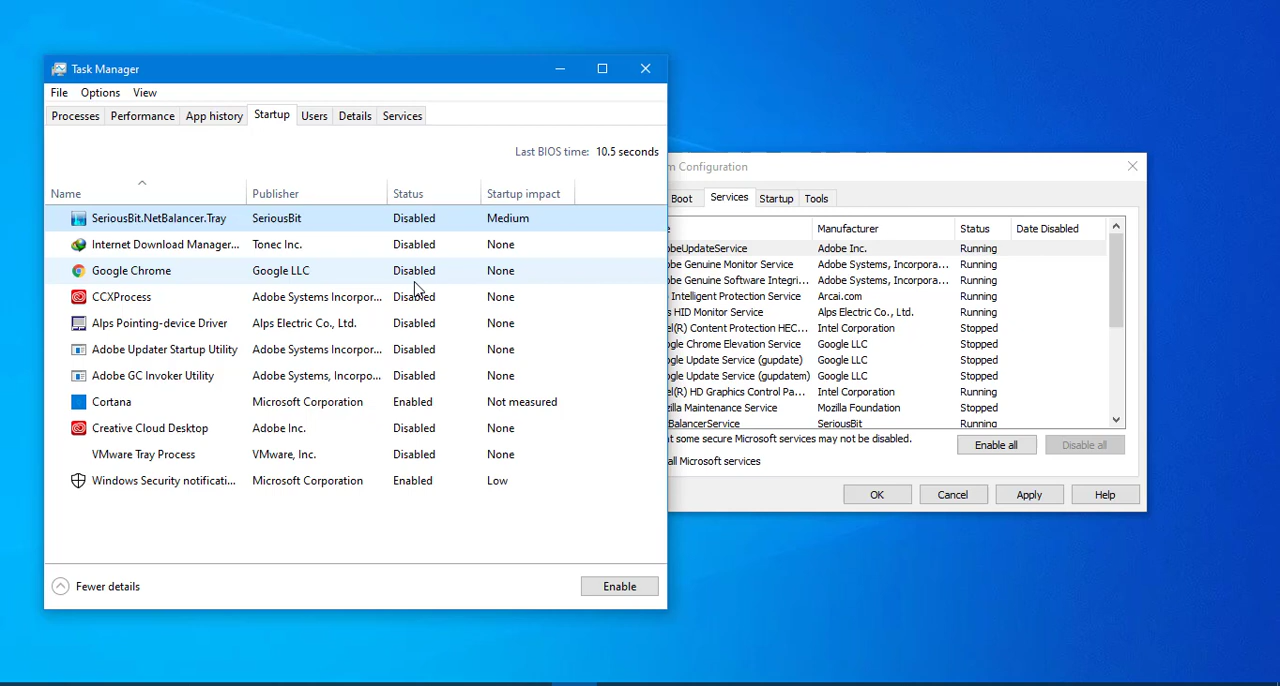 Task Manager
File Options View
Processes Performance App history Startup Users Details Services
Last BIOS time: 10.5 seconds
Name Publisher Status Startup impact
SeriousBit.NetBalancer.Tray SeriousBit Disabled Medium
Internet Download Manager... Tonec Inc. Disabled None
Google Chrome Google LLC Disabled None
CCXProcess Adobe Systems Incorpor... Disabled None
Alps Pointing-device Driver Alps Electric Co., Ltd. Disabled None
Adobe Updater Startup Utility Adobe Systems Incorpor... Disabled None
Adobe GC Invoker Utility Adobe Systems, Incorpo... Disabled None
Cortana Microsoft Corporation Enabled Not measured
Creative Cloud Desktop Adobe Inc. Disabled None
VMware Tray Process VMware, Inc. Disabled None
Windows Security notificati... Microsoft Corporation Enabled Low
Fewer details Enable
m Configuration
Boot Services Startup Tools
Manufacturer Status Date Disabled
beUpdateService Adobe Inc. Running
be Genuine Monitor Service Adobe Systems, Incorpora... Running
be Genuine Software Integri... Adobe Systems, Incorpora... Running
Intelligent Protection Service Arcai.com Running
s HID Monitor Service Alps Electric Co., Ltd. Running
el(R) Content Protection HEC... Intel Corporation Stopped
gle Chrome Elevation Service Google LLC Stopped
gle Update Service (gupdate) Google LLC Stopped
gle Update Service (gupdatem) Google LLC Stopped
el(R) HD Graphics Control Pa... Intel Corporation Running
zilla Maintenance Service Mozilla Foundation Stopped
BalancerService SeriousBit Running
t some secure Microsoft services may not be disabled.
Enable all Disable all
ll Microsoft services
OK Cancel Apply Help